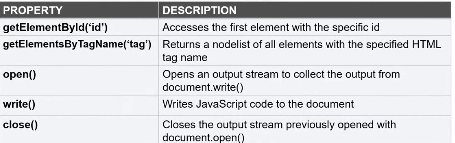 PROPERTY DESCRIPTION
getElementById(‘id’) Accesses the first element with the specific id
getElementsByTagName(‘tag’) Returns a nodelist of all elements with the specified HTML
tag name
open() Opens an output stream to collect the output from
document.write()
write() Writes JavaScript code to the document
close() Closes the output stream previously opened with
document.open()